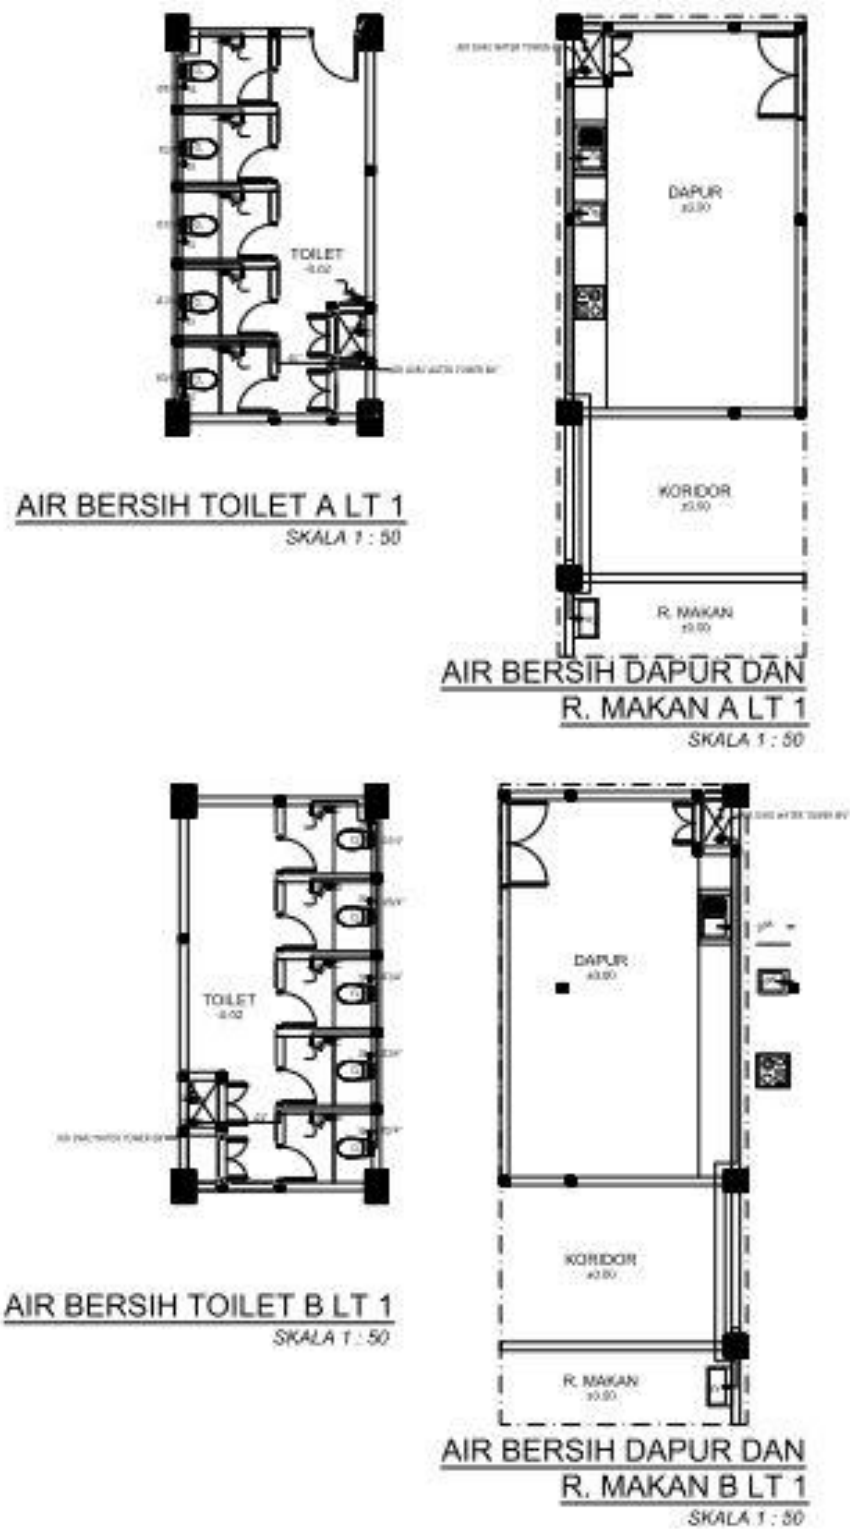 TOILET
-0.02
AIR BERSIH TOILET A LT 1
SKALA 1 : 50
DAPUR
±0.00
KORIDOR
±0.00
R. MAKAN
±0.00
AIR BERSIH DAPUR DAN
R. MAKAN A LT 1
SKALA 1 : 50
TOILET
-0.02
AIR BERSIH TOILET B LT 1
SKALA 1 : 50
DAPUR
±0.00
KORIDOR
±0.00
R. MAKAN
±0.00
AIR BERSIH DAPUR DAN
R. MAKAN B LT 1
SKALA 1 : 50